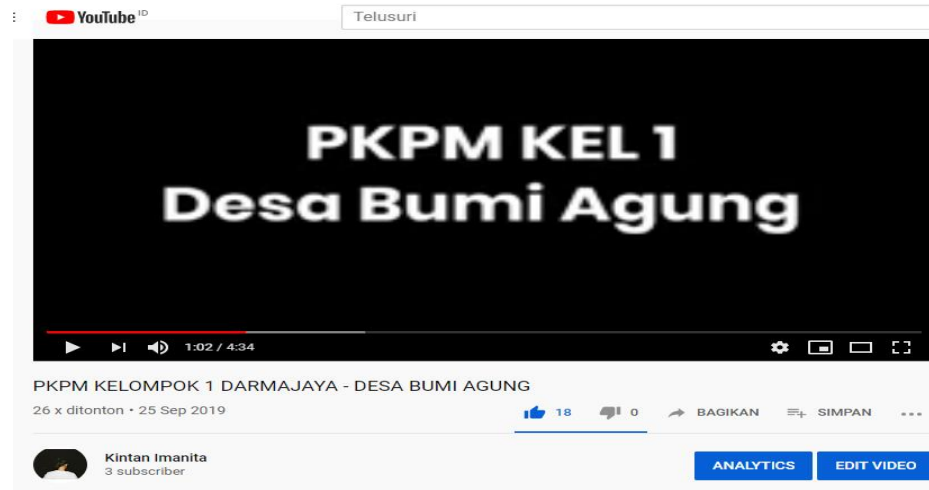 YouTube ID
Telusuri
PKPM KEL 1
Desa Bumi Agung
1:02 / 4:34
PKPM KELOMPOK 1 DARMAJAYA - DESA BUMI AGUNG
26 x ditonton • 25 Sep 2019
18 0 BAGIKAN SIMPAN
Kintan Imanita
3 subscriber
ANALYTICS EDIT VIDEO